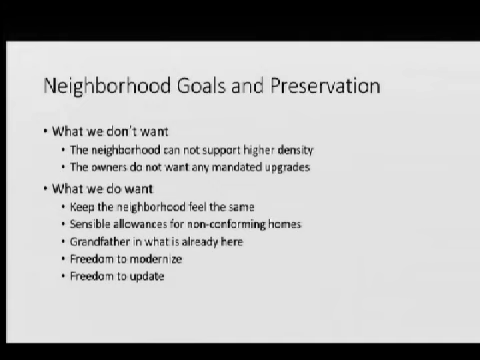 Neighborhood Goals and Preservation
• What we don't want
• The neighborhood can not support higher density
• The owners do not want any mandated upgrades
• What we do want
• Keep the neighborhood feel the same
• Sensible allowances for non-conforming homes
• Grandfather in what is already here
• Freedom to modernize
• Freedom to update